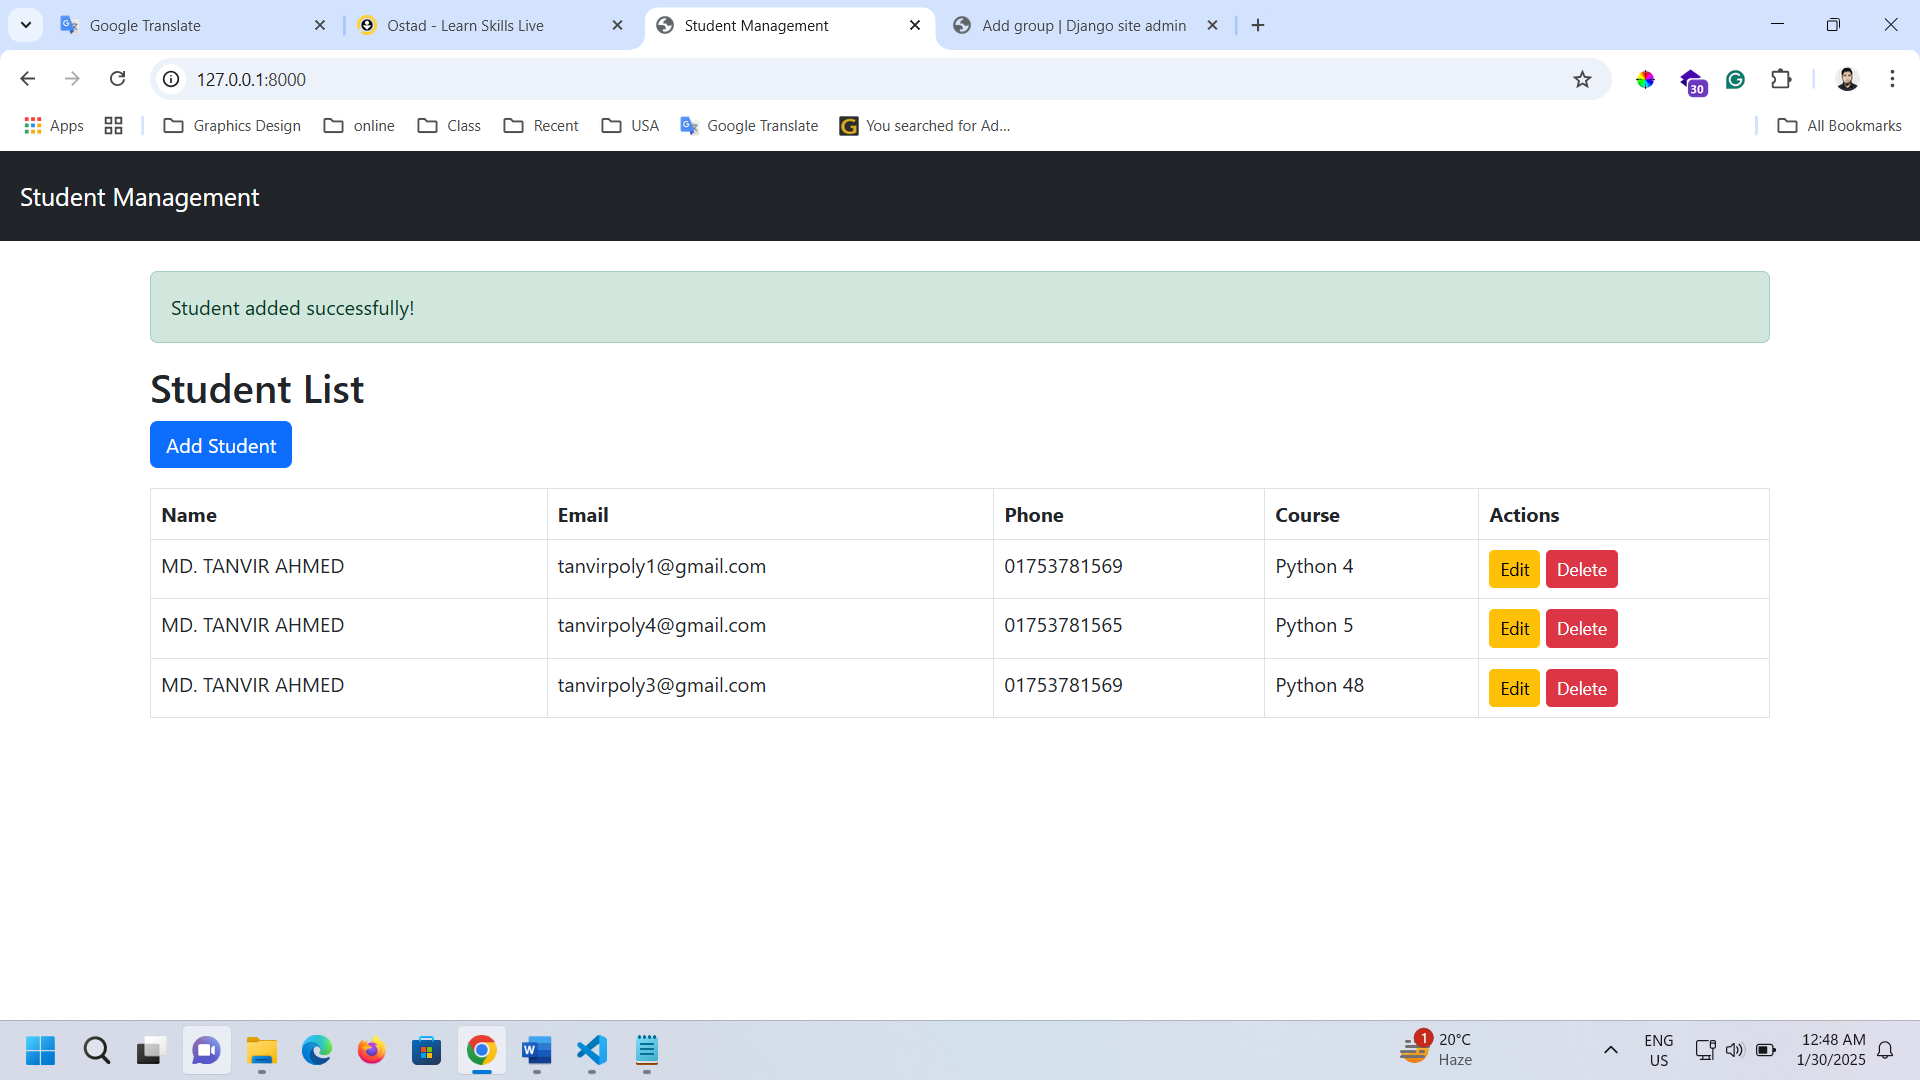 Google Translate
Ostad - Learn Skills Live
Student Management
Add group | Django site admin
127.0.0.1:8000
30
Apps
Graphics Design
online
Class
Recent
USA
Google Translate
You searched for Ad...
All Bookmarks
Student Management
Student added successfully!
Student List
Add Student
Name Email Phone Course Actions
MD. TANVIR AHMED tanvirpoly1@gmail.com 01753781569 Python 4 Edit Delete
MD. TANVIR AHMED tanvirpoly4@gmail.com 01753781565 Python 5 Edit Delete
MD. TANVIR AHMED tanvirpoly3@gmail.com 01753781569 Python 48 Edit Delete
1
20°C
Haze
ENG
US
12:48 AM
1/30/2025